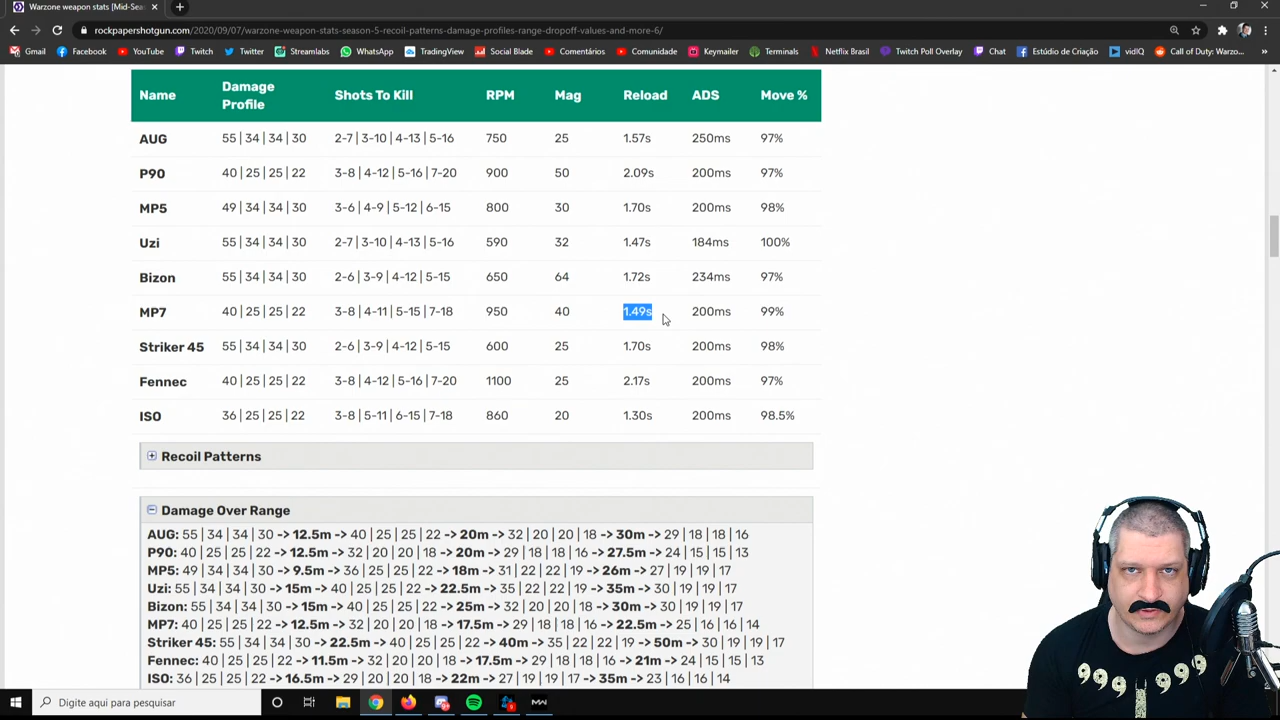 Warzone weapon stats [Mid-Sea
rockpapershotgun.com/2020/09/07/warzone-weapon-stats-season-5-recoil-patterns-damage-profiles-range-dropoff-values-and-more-6/
Gmail Facebook YouTube Twitch Twitter Streamlabs WhatsApp TradingView Social Blade Comentários Comunidade Keymailer Terminals Netflix Brasil Twitch Poll Overlay Chat Estúdio de Criação vidIQ Call of Duty: Warzo...
Name Damage Profile Shots To Kill RPM Mag Reload ADS Move %
AUG 55 | 34 | 34 | 30 2-7 | 3-10 | 4-13 | 5-16 750 25 1.57s 250ms 97%
P90 40 | 25 | 25 | 22 3-8 | 4-12 | 5-16 | 7-20 900 50 2.09s 200ms 97%
MP5 49 | 34 | 34 | 30 3-6 | 4-9 | 5-12 | 6-15 800 30 1.70s 200ms 98%
Uzi 55 | 34 | 34 | 30 2-7 | 3-10 | 4-13 | 5-16 590 32 1.47s 184ms 100%
Bizon 55 | 34 | 34 | 30 2-6 | 3-9 | 4-12 | 5-15 650 64 1.72s 234ms 97%
MP7 40 | 25 | 25 | 22 3-8 | 4-11 | 5-15 | 7-18 950 40 1.49s 200ms 99%
Striker 45 55 | 34 | 34 | 30 2-6 | 3-9 | 4-12 | 5-15 600 25 1.70s 200ms 98%
Fennec 40 | 25 | 25 | 22 3-8 | 4-12 | 5-16 | 7-20 1100 25 2.17s 200ms 97%
ISO 36 | 25 | 25 | 22 3-8 | 5-11 | 6-15 | 7-18 860 20 1.30s 200ms 98.5%
Recoil Patterns
Damage Over Range
AUG: 55 | 34 | 34 | 30 -> 12.5m -> 40 | 25 | 25 | 22 -> 20m -> 32 | 20 | 20 | 18 -> 30m -> 29 | 18 | 18 | 16
P90: 40 | 25 | 25 | 22 -> 12.5m -> 32 | 20 | 20 | 18 -> 20m -> 29 | 18 | 18 | 16 -> 27.5m -> 24 | 15 | 15 | 13
MP5: 49 | 34 | 34 | 30 -> 9.5m -> 36 | 25 | 25 | 22 -> 18m -> 31 | 22 | 22 | 19 -> 26m -> 27 | 19 | 19 | 17
Uzi: 55 | 34 | 34 | 30 -> 15m -> 40 | 25 | 25 | 22 -> 22.5m -> 35 | 22 | 22 | 19 -> 35m -> 30 | 19 | 19 | 17
Bizon: 55 | 34 | 34 | 30 -> 15m -> 40 | 25 | 25 | 22 -> 25m -> 32 | 20 | 20 | 18 -> 30m -> 30 | 19 | 19 | 17
MP7: 40 | 25 | 25 | 22 -> 12.5m -> 32 | 20 | 20 | 18 -> 17.5m -> 29 | 18 | 18 | 16 -> 22.5m -> 25 | 16 | 16 | 14
Striker 45: 55 | 34 | 34 | 30 -> 22.5m -> 40 | 25 | 25 | 22 -> 40m -> 35 | 22 | 22 | 19 -> 50m -> 30 | 19 | 19 | 17
Fennec: 40 | 25 | 25 | 22 -> 11.5m -> 32 | 20 | 20 | 18 -> 17.5m -> 29 | 18 | 18 | 16 -> 21m -> 24 | 15 | 15 | 13
ISO: 36 | 25 | 25 | 22 -> 16.5m -> 29 | 20 | 20 | 18 -> 22m -> 27 | 19 | 19 | 17 -> 35m -> 23 | 16 | 16 | 14
Digite aqui para pesquisar